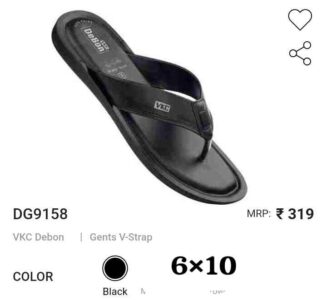 DeBon
VKC
DG9158
MRP: ₹ 319
VKC Debon | Gents V-Strap
COLOR
6×10
Black